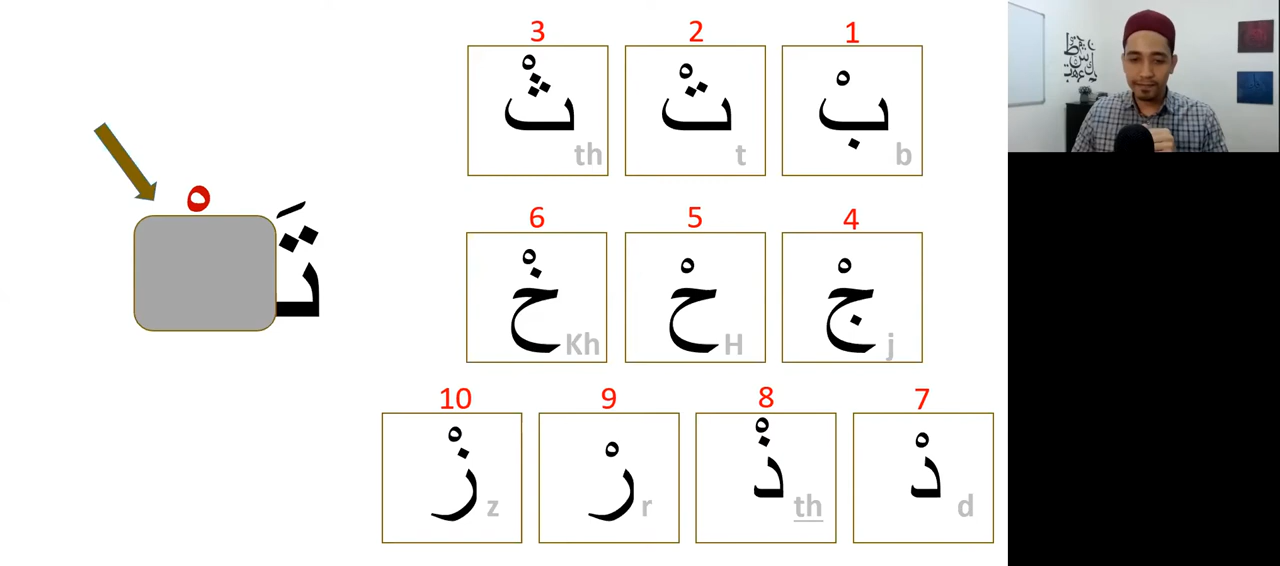 تَ ْ
1 2 3
بْ b تْ t ثْ th
4 5 6
جْ j حْ H خْ Kh
7 8 9 10
دْ d ذْ th رْ r زْ z